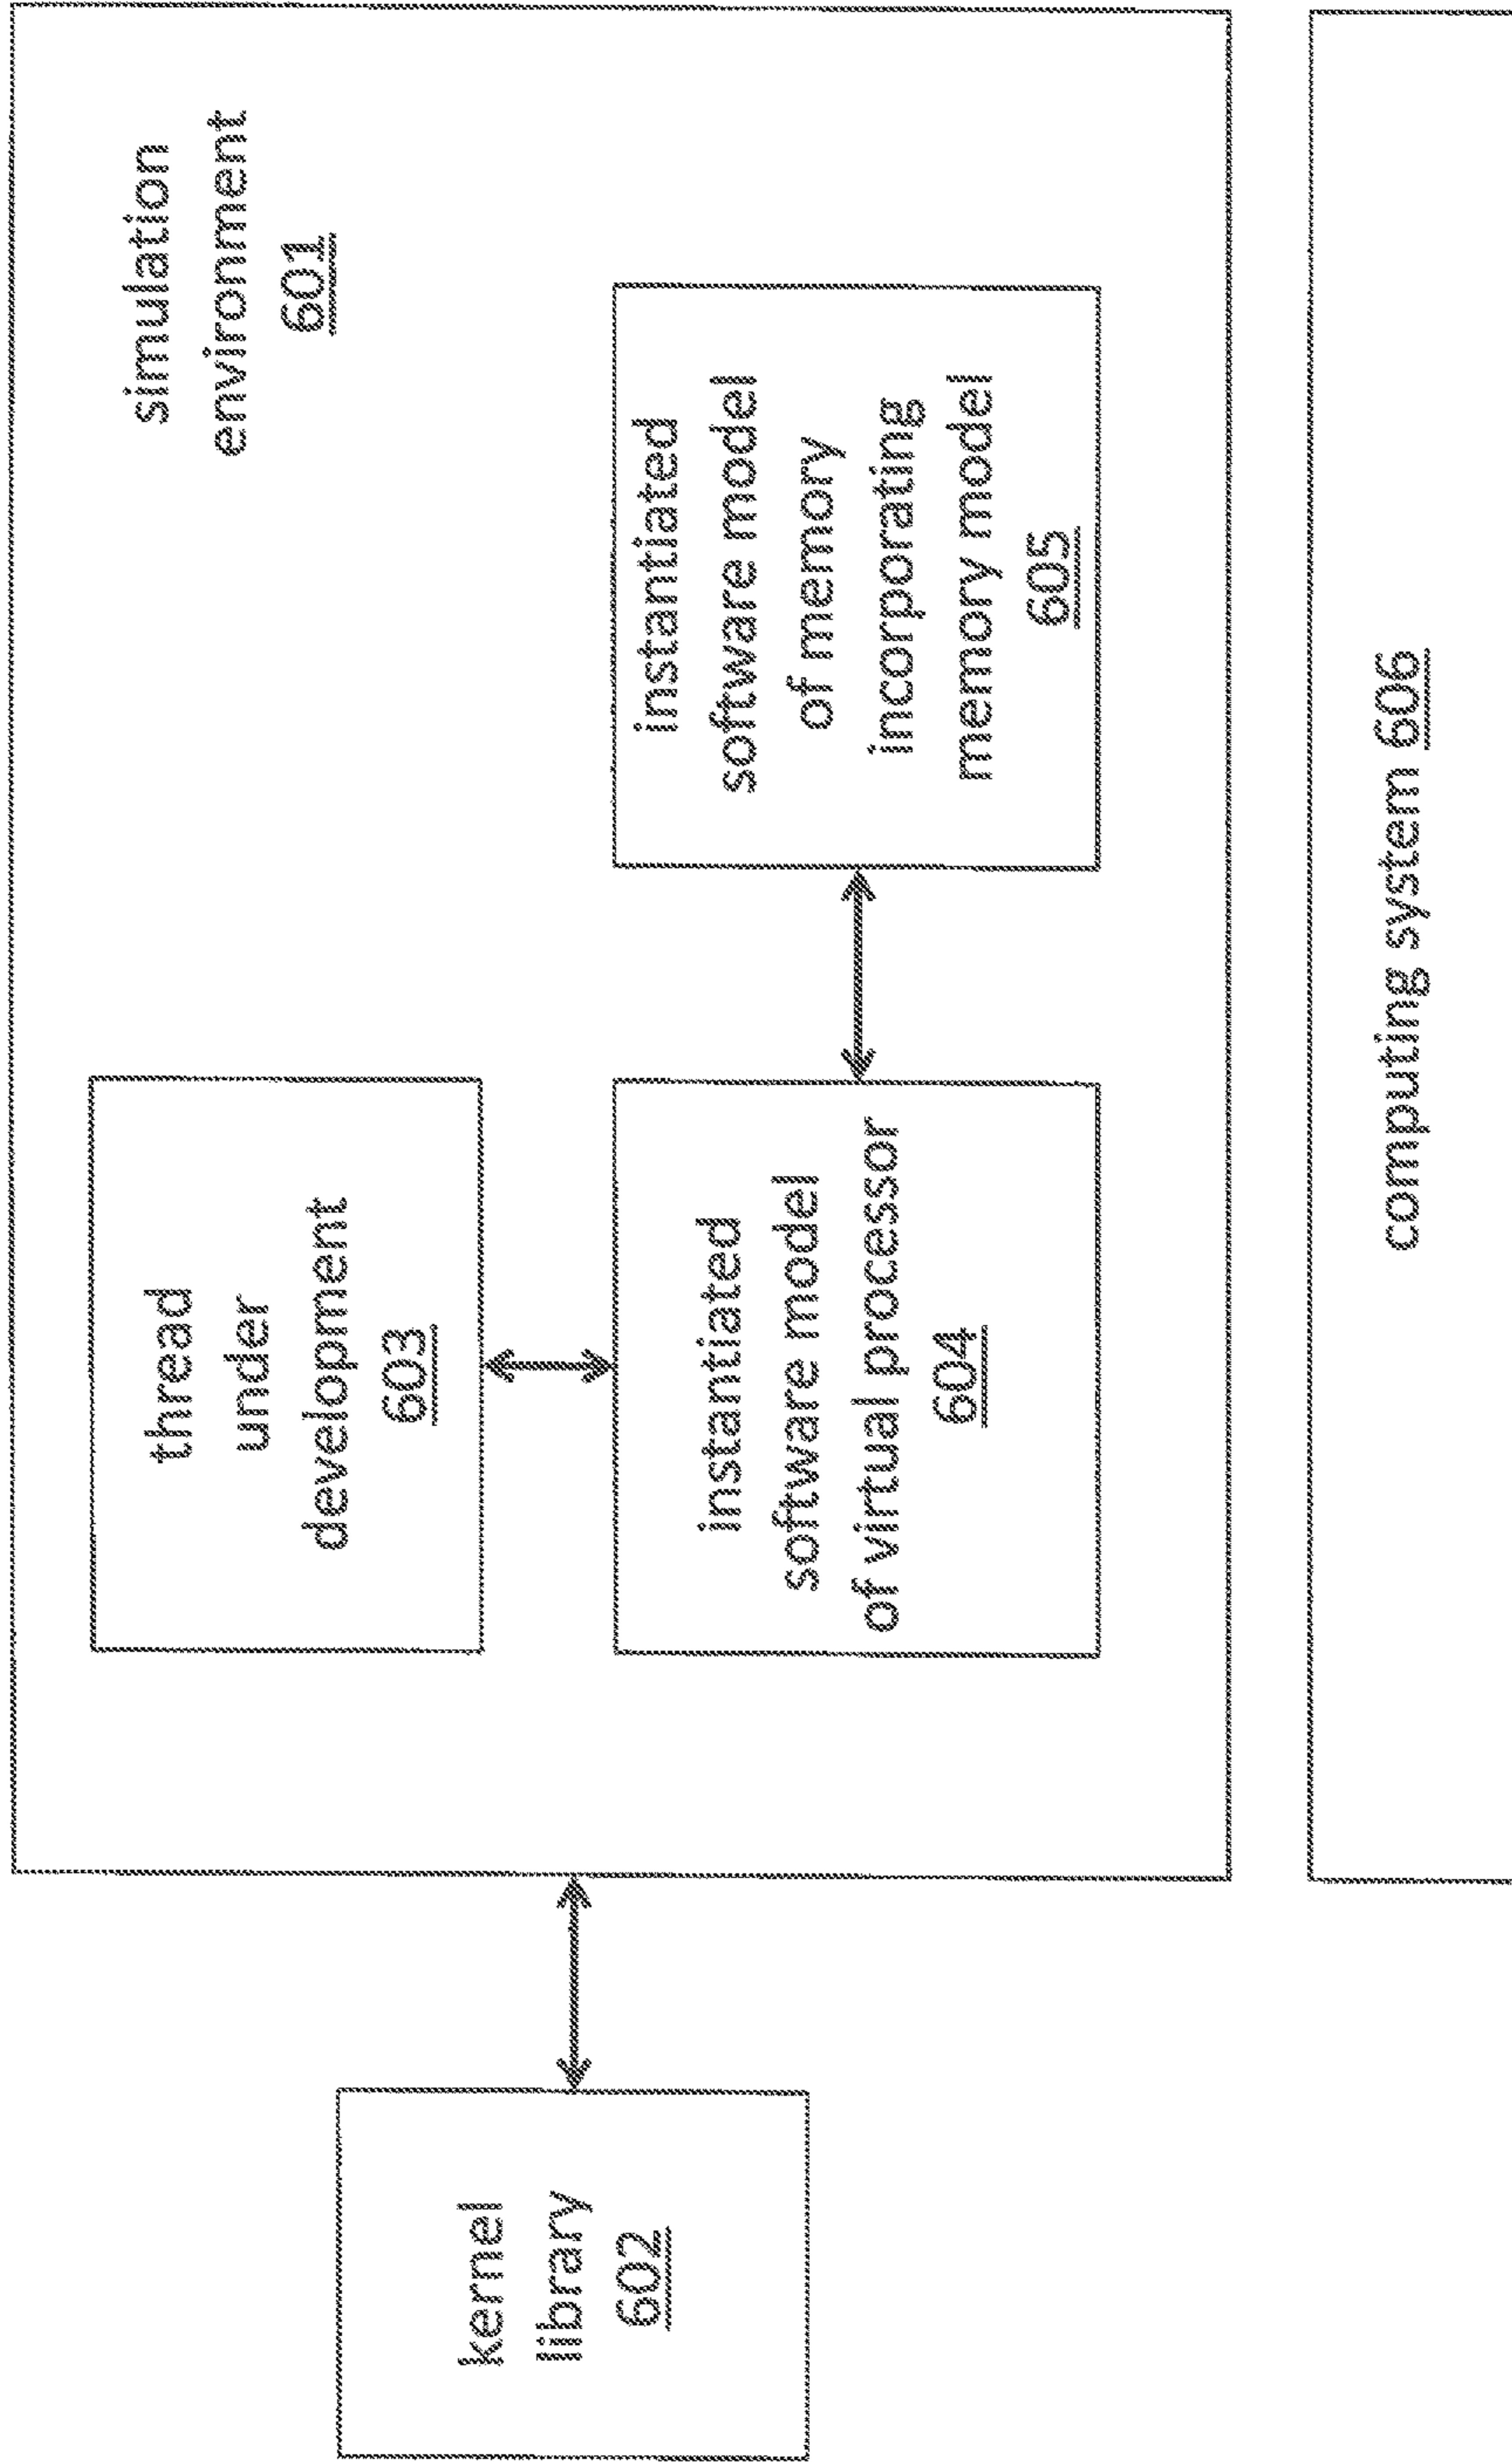 kernel
library
602
thread
under
development
603
simulation
environment
601
instantiated
software model
of virtual processor
604
instantiated
software model
of memory
incorporating
memory model
605
computing system 606